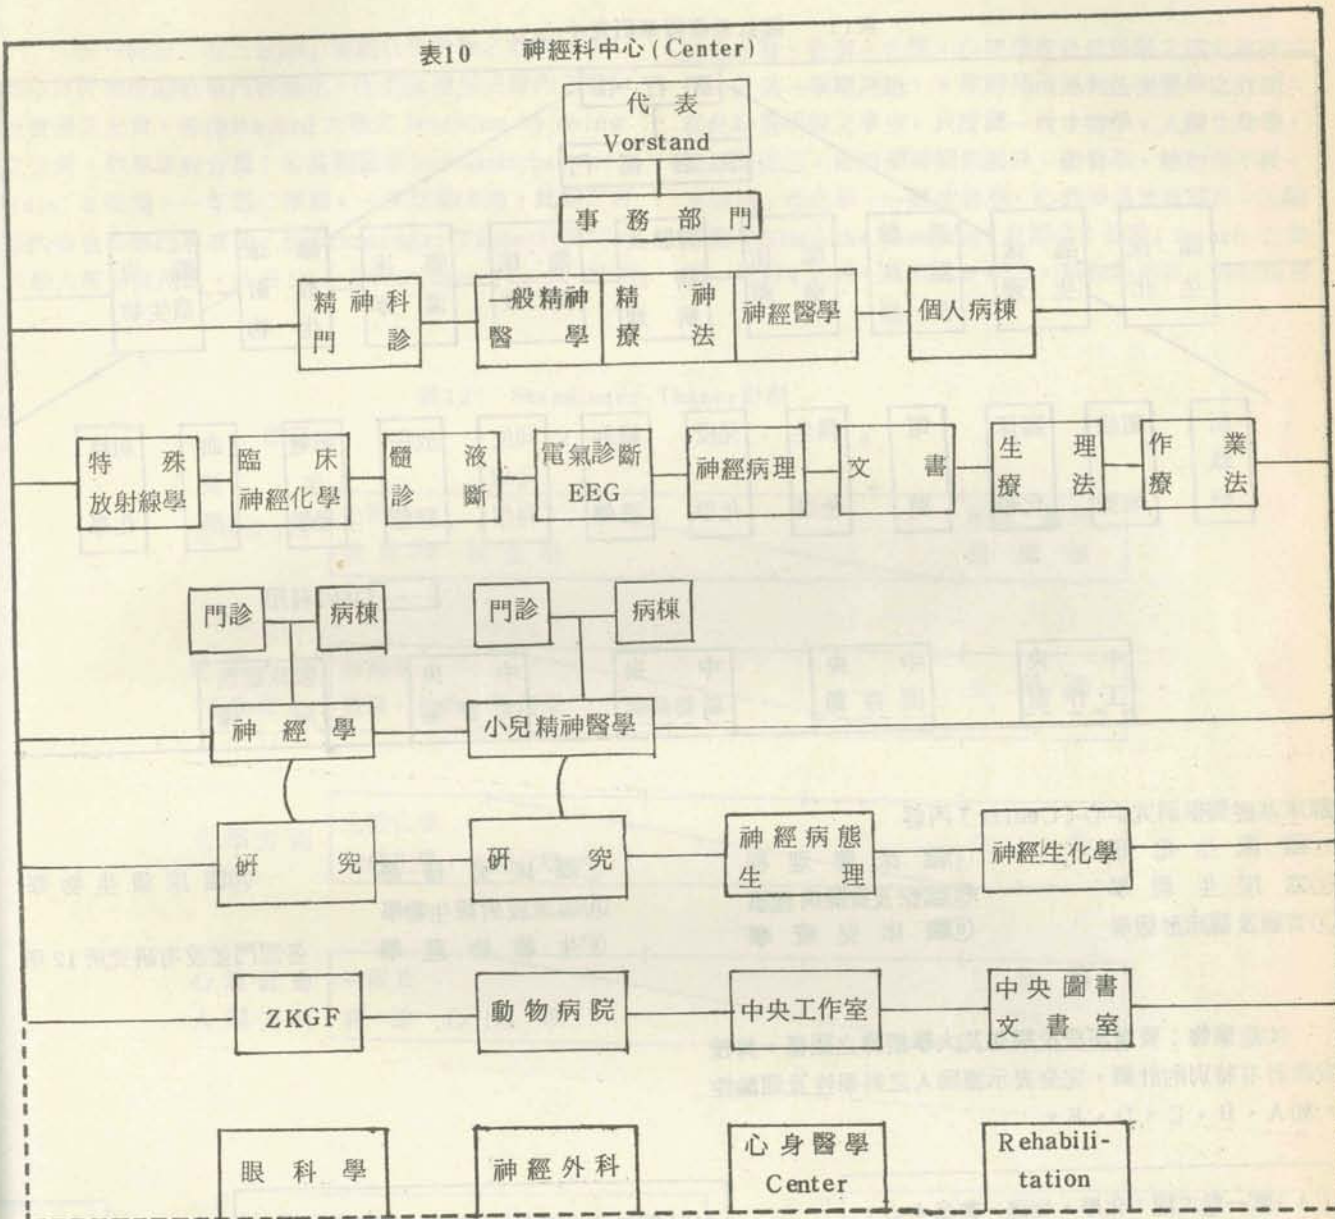 表10　神經科中心(Center)
代表
Vorstand
事務部門
精神科
門診
一般精神
醫學
精神
療法
神經醫學
個人病棟
特殊
放射線學
臨床
神經化學
髓液
診斷
電氣診斷
EEG
神經病理
文書
生理
療法
作業
療法
門診
病棟
門診
病棟
神經學
小兒精神醫學
研究
研究
神經病態
生理
神經生化學
ZKGF
動物病院
中央工作室
中央圖書
文書室
眼科學
神經外科
心身醫學
Center
Rehabili-
tation